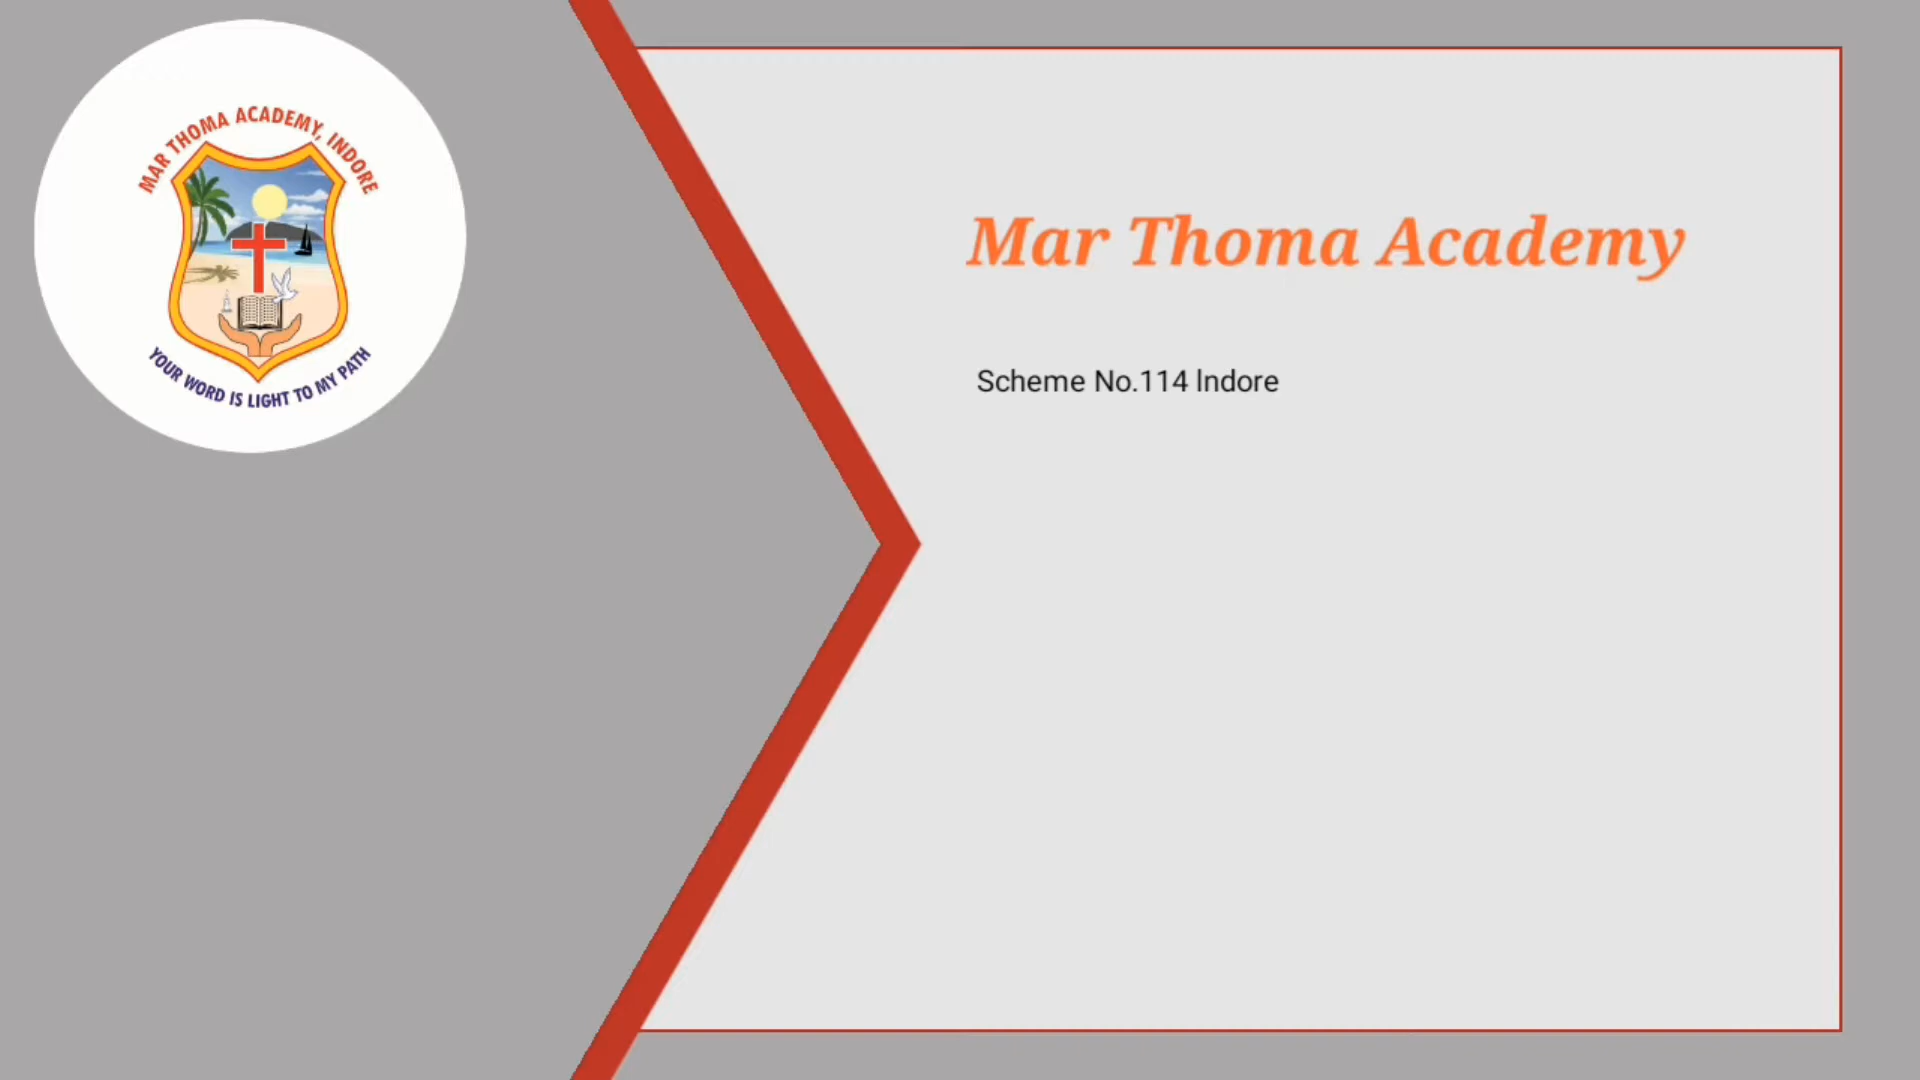 MAR THOMA ACADEMY, INDORE
YOUR WORD IS LIGHT TO MY PATH
Mar Thoma Academy
Scheme No.114 Indore